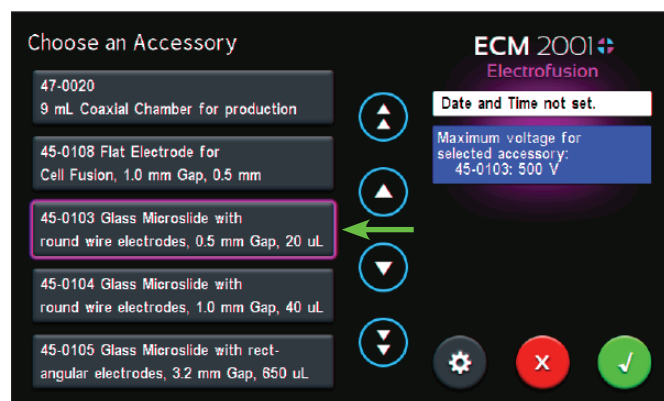 Choose an Accessory
47-0020
9 mL Coaxial Chamber for production
45-0108 Flat Electrode for
Cell Fusion, 1.0 mm Gap, 0.5 mm
45-0103 Glass Microslide with
round wire electrodes, 0.5 mm Gap, 20 uL
45-0104 Glass Microslide with
round wire electrodes, 1.0 mm Gap, 40 uL
45-0105 Glass Microslide with rect-
angular electrodes, 3.2 mm Gap, 650 uL
ECM 2001+
Electrofusion
Date and Time not set.
Maximum voltage for
selected accessory:
45-0103: 500 V
X
√